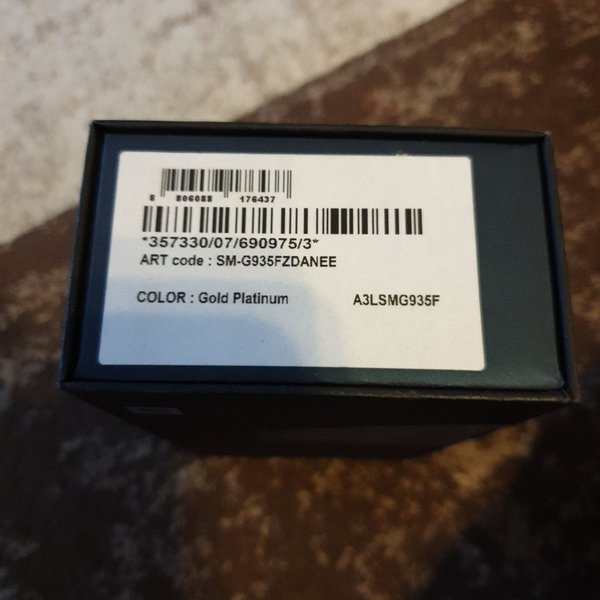 8 806088 176437
*357330/07/690975/3*
ART code : SM-G935FZDANEE
COLOR : Gold Platinum A3LSMG935F